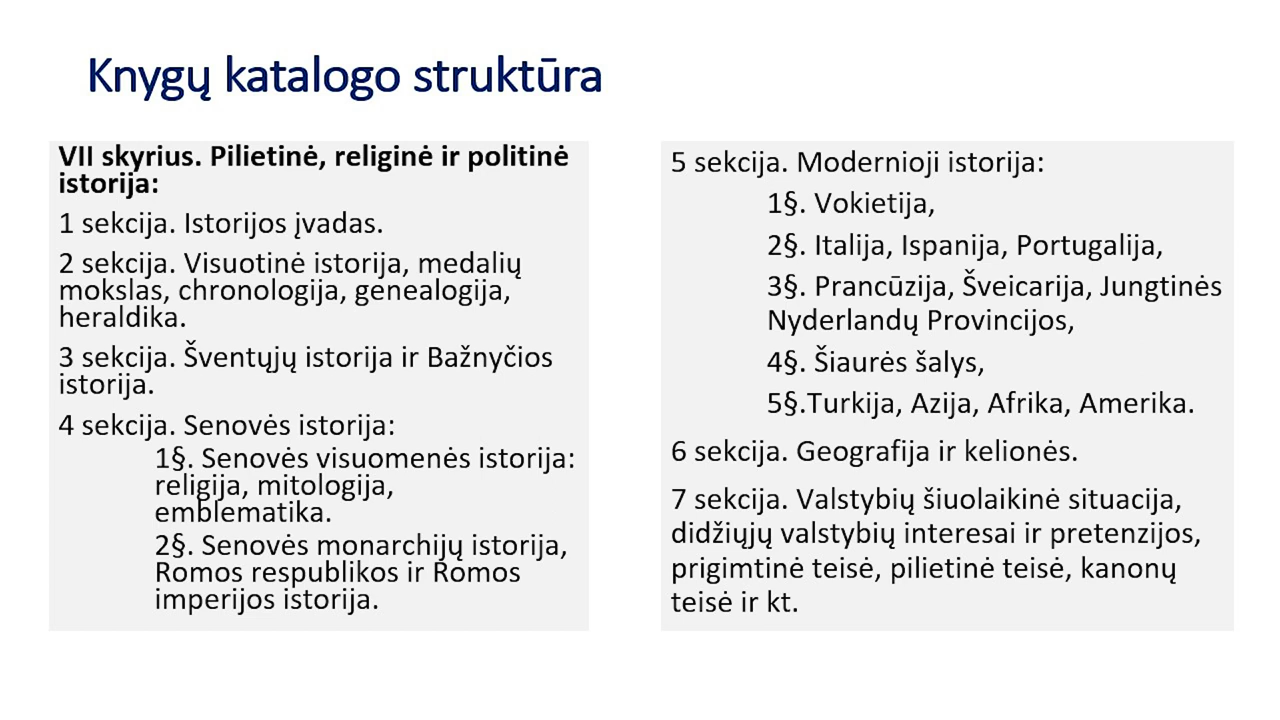 Knygų katalogo struktūra
VII skyrius. Pilietinė, religinė ir politinė
istorija:
1 sekcija. Istorijos įvadas.
2 sekcija. Visuotinė istorija, medalių
mokslas, chronologija, genealogija,
heraldika.
3 sekcija. Šventųjų istorija ir Bažnyčios
istorija.
4 sekcija. Senovės istorija:
1§. Senovės visuomenės istorija:
religija, mitologija,
emblematika.
2§. Senovės monarchijų istorija,
Romos respublikos ir Romos
imperijos istorija.
5 sekcija. Modernioji istorija:
1§. Vokietija,
2§. Italija, Ispanija, Portugalija,
3§. Prancūzija, Šveicarija, Jungtinės
Nyderlandų Provincijos,
4§. Šiaurės šalys,
5§.Turkija, Azija, Afrika, Amerika.
6 sekcija. Geografija ir kelionės.
7 sekcija. Valstybių šiuolaikinė situacija,
didžiųjų valstybių interesai ir pretenzijos,
prigimtinė teisė, pilietinė teisė, kanonų
teisė ir kt.